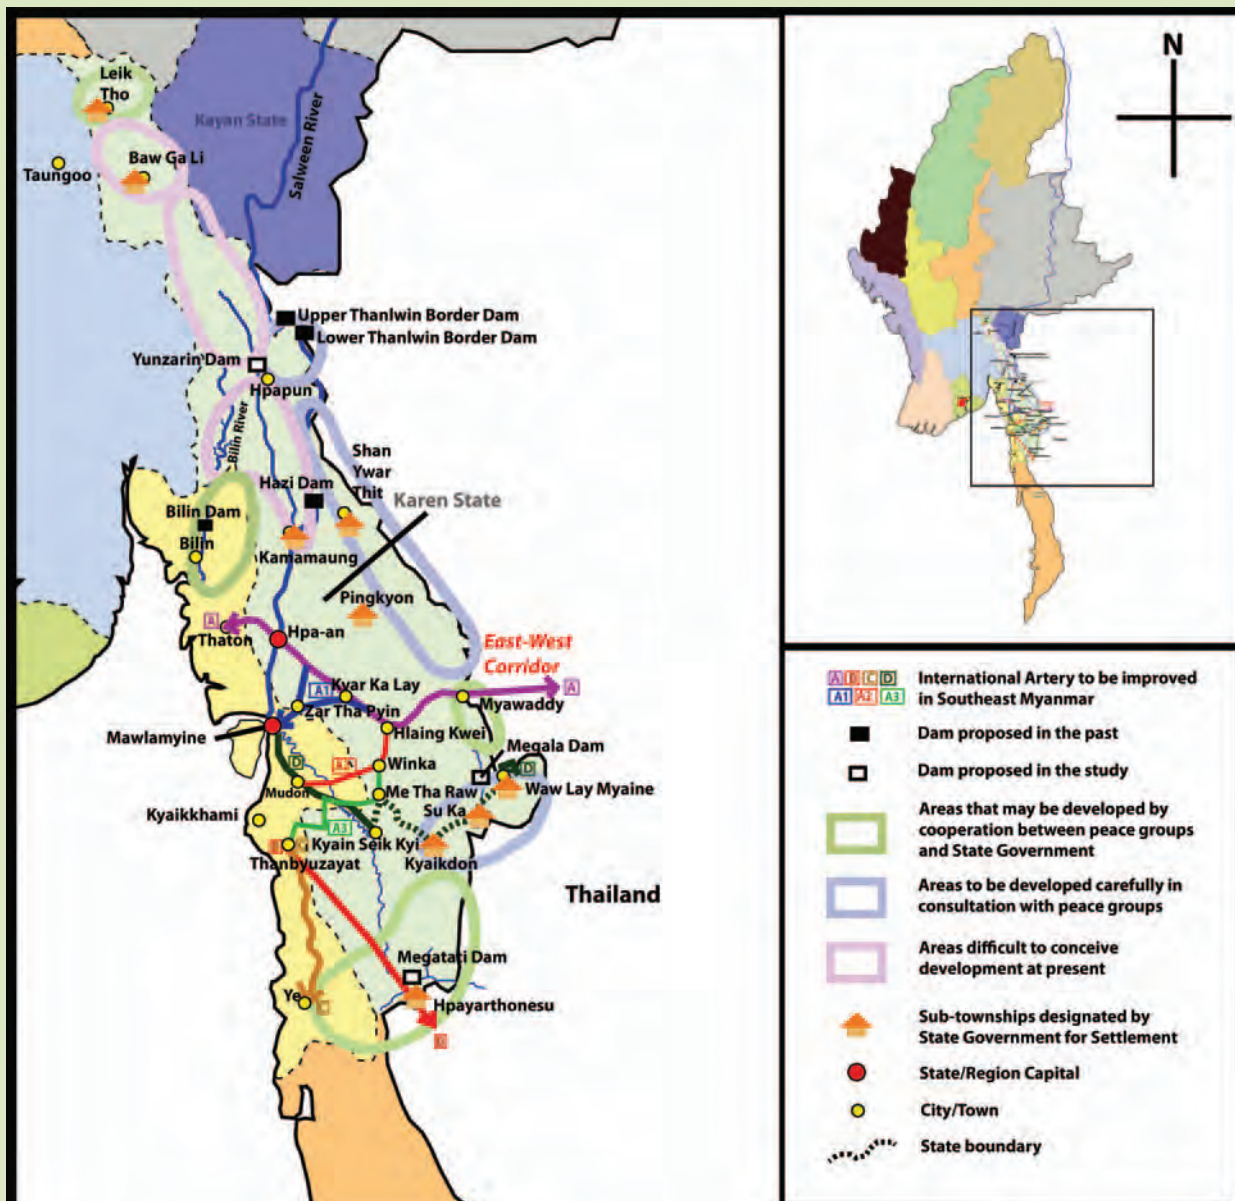 Leik
Tho
Kayan State
Salween River
Baw Ga Li
Taungoo
Upper Thanlwin Border Dam
Lower Thanlwin Border Dam
Yunzarin Dam
Hpapun
Bilin River
Shan
Ywar
Thit
Hazi Dam
Karen State
Bilin Dam
Bilin
Kamamaung
Pingkyon
A
Thaton
Hpa-an
East-West
Corridor
A1
Kyar Ka Lay
A
Zar Tha Pyin
Myawaddy
Mawlamyine
Hlaing Kwei
Megala Dam
D
A2
Winka
D
Mudon
Me Tha Raw
Waw Lay Myaine
Su Ka
Kyaikkhami
A3
B
C
Kyain Seik Kyi
Thanbyuzayat
Kyaikdon
Thailand
Megatati Dam
Ye
C
Hpayarthonesu
B
N
A B C D
A1 A2 A3
International Artery to be improved
in Southeast Myanmar
Dam proposed in the past
Dam proposed in the study
Areas that may be developed by
cooperation between peace groups
and State Government
Areas to be developed carefully in
consultation with peace groups
Areas difficult to conceive
development at present
Sub-townships designated by
State Government for Settlement
State/Region Capital
City/Town
State boundary